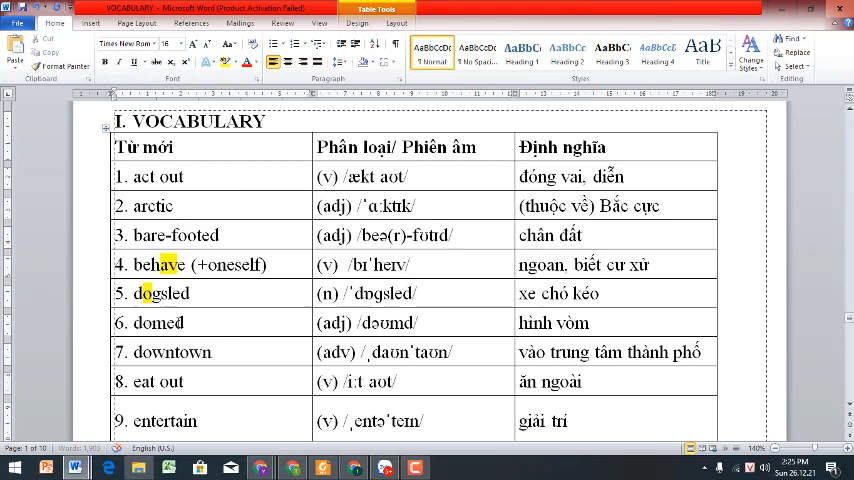 VOCABULARY - Microsoft Word (Product Activation Failed)
Table Tools
File Home Insert Page Layout References Mailings Review View Design Layout
Cut
Copy
Format Painter
Paste
Clipboard
Times New Rom 16
Font
Paragraph
AaBbCcDc AaBbCcDc AaBbC AaBbCc AaBbCc AaBbCcL AaB
¶ Normal ¶ No Spaci... Heading 1 Heading 2 Heading 3 Heading 4 Title
Change Styles
Styles
Find
Replace
Select
Editing
I. VOCABULARY
Từ mới Phân loại/ Phiên âm Định nghĩa
1. act out (v) /ækt aʊt/ đóng vai, diễn
2. arctic (adj) /ˈɑːktɪk/ (thuộc về) Bắc cực
3. bare-footed (adj) /beə(r)-fʊtɪd/ chân đất
4. behave (+oneself) (v) /bɪˈheɪv/ ngoan, biết cư xử
5. dogsled (n) /ˈdɒgsled/ xe chó kéo
6. domed (adj) /dəʊmd/ hình vòm
7. downtown (adv) /ˌdaʊnˈtaʊn/ vào trung tâm thành phố
8. eat out (v) /iːt aʊt/ ăn ngoài
9. entertain (v) /ˌentəˈteɪn/ giải trí
Page: 1 of 10 Words: 1,903 English (U.S.) 140%
2:25 PM
Sun 26.12.21